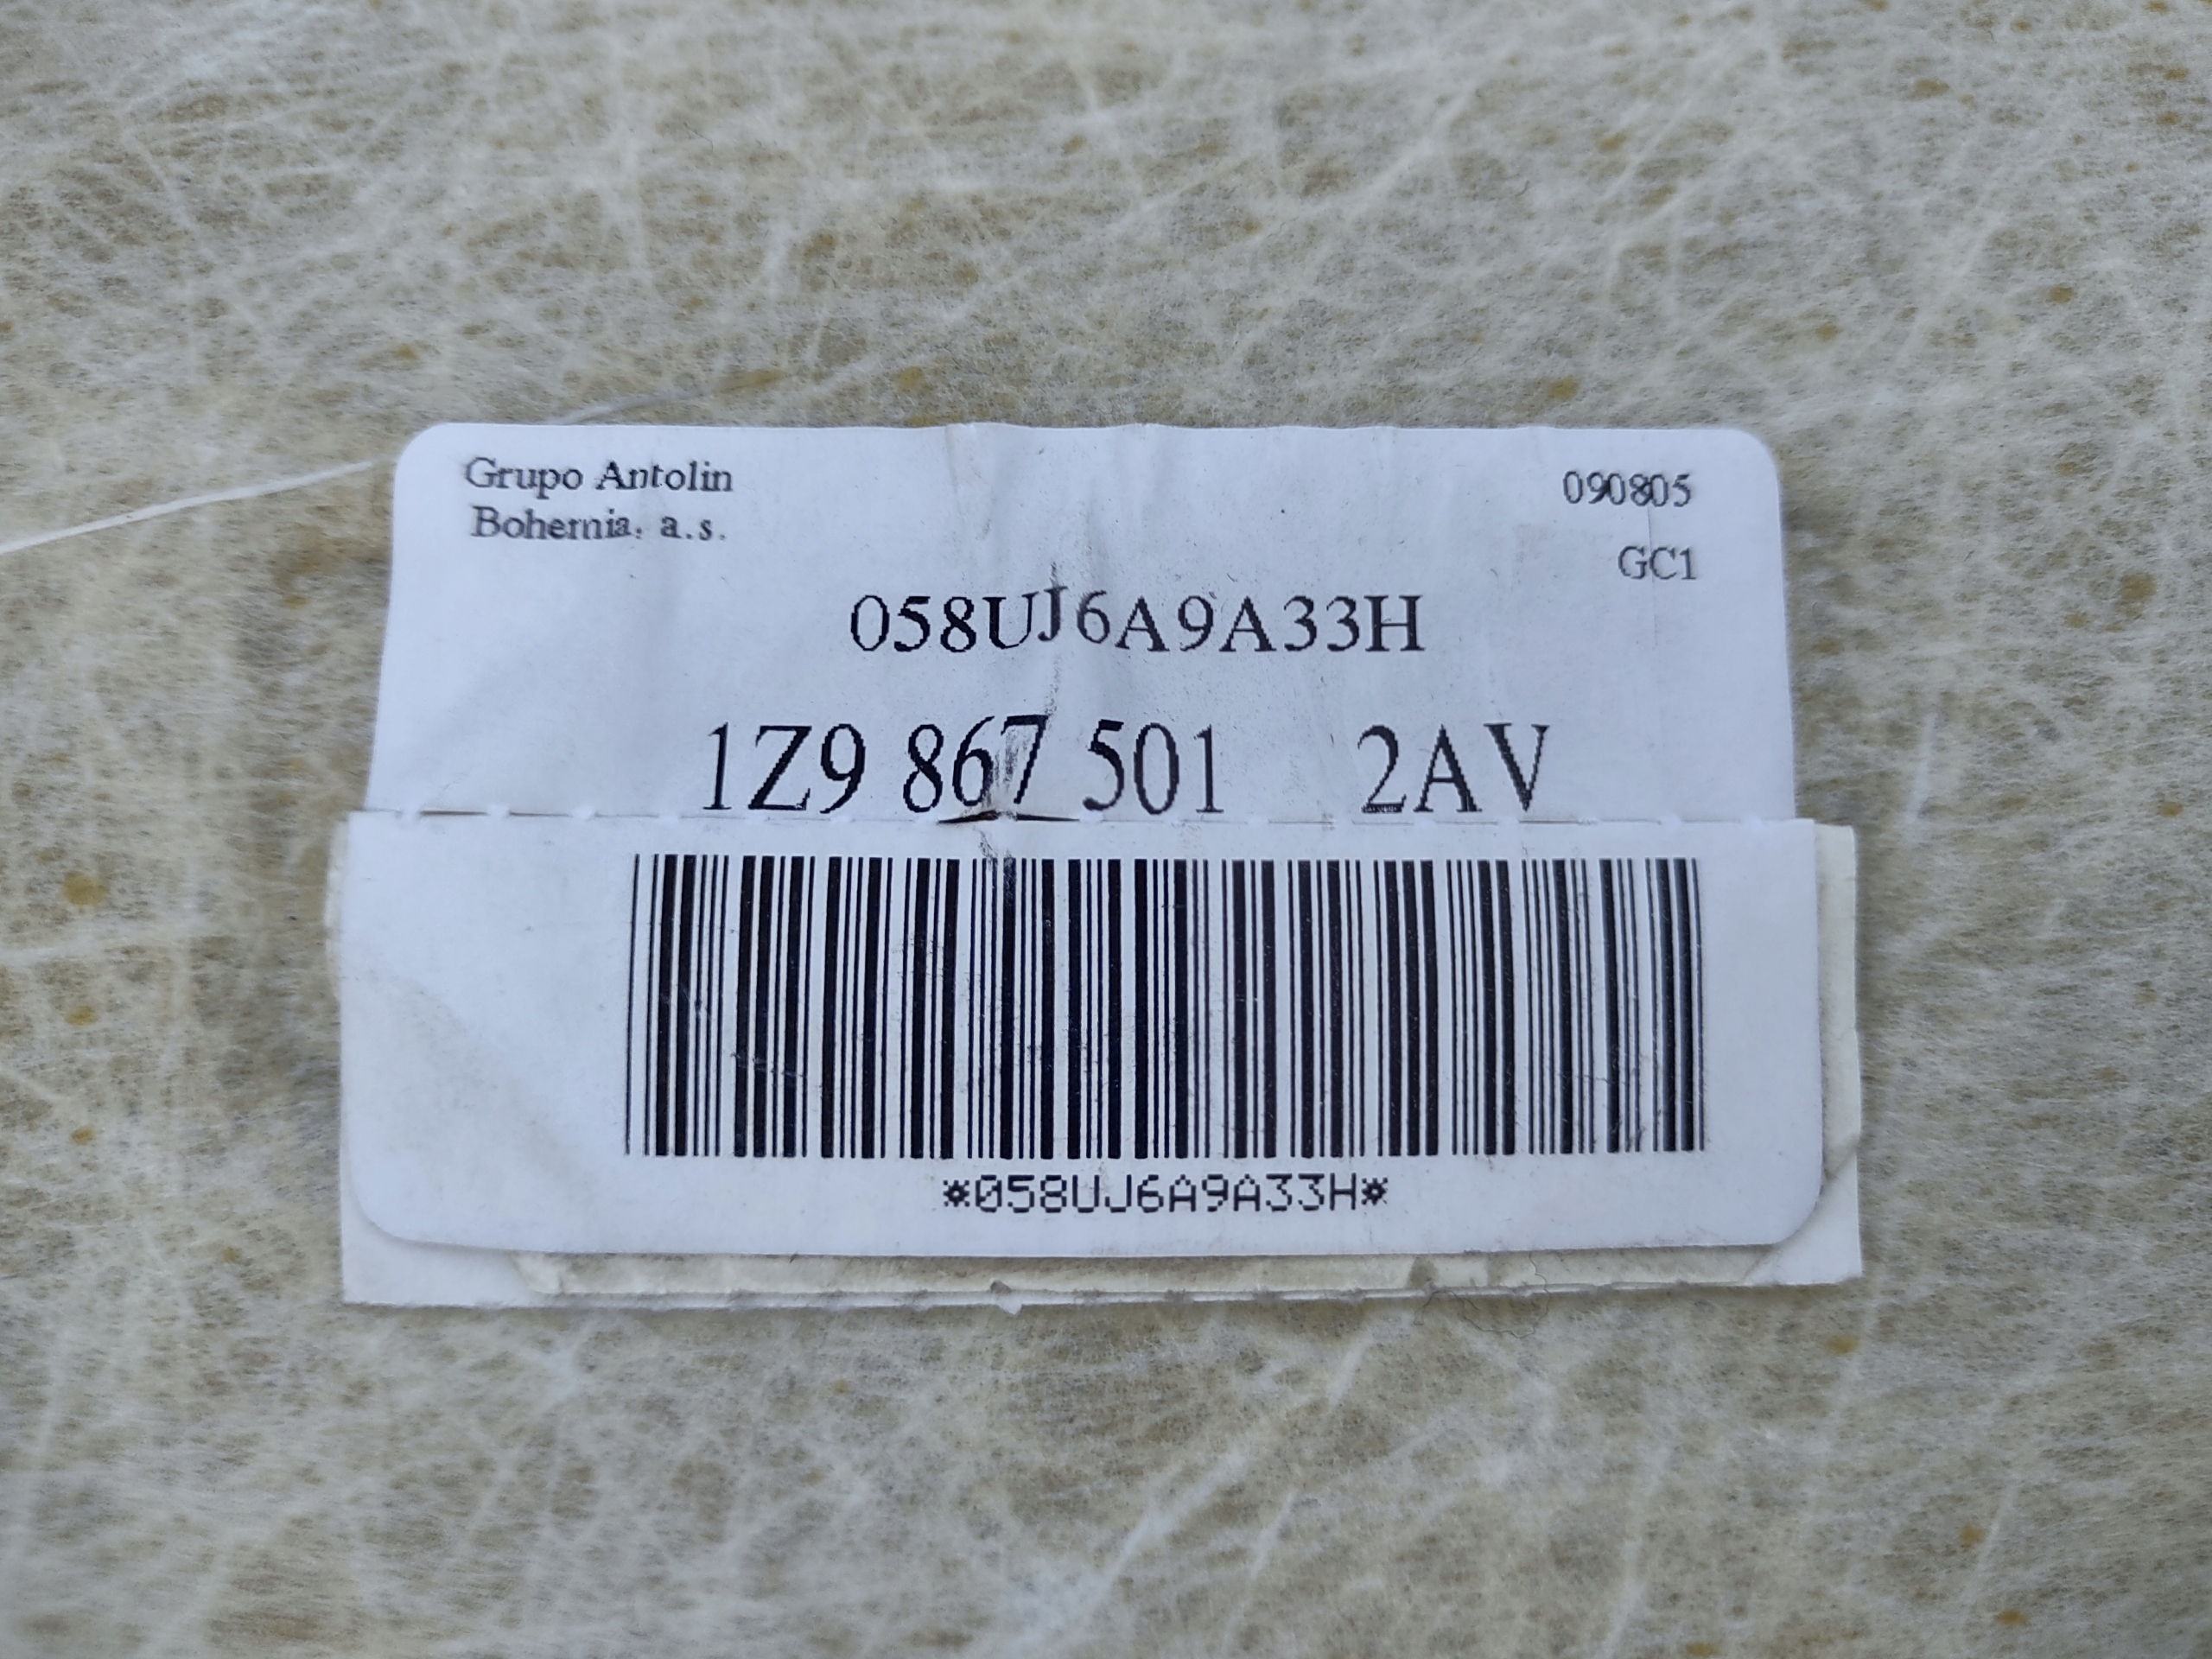 Grupo Antolin
Bohemia, a.s.
090805
GC1
058UJ6A9A33H
1Z9 867 501 2AV
*058UJ6A9A33H*